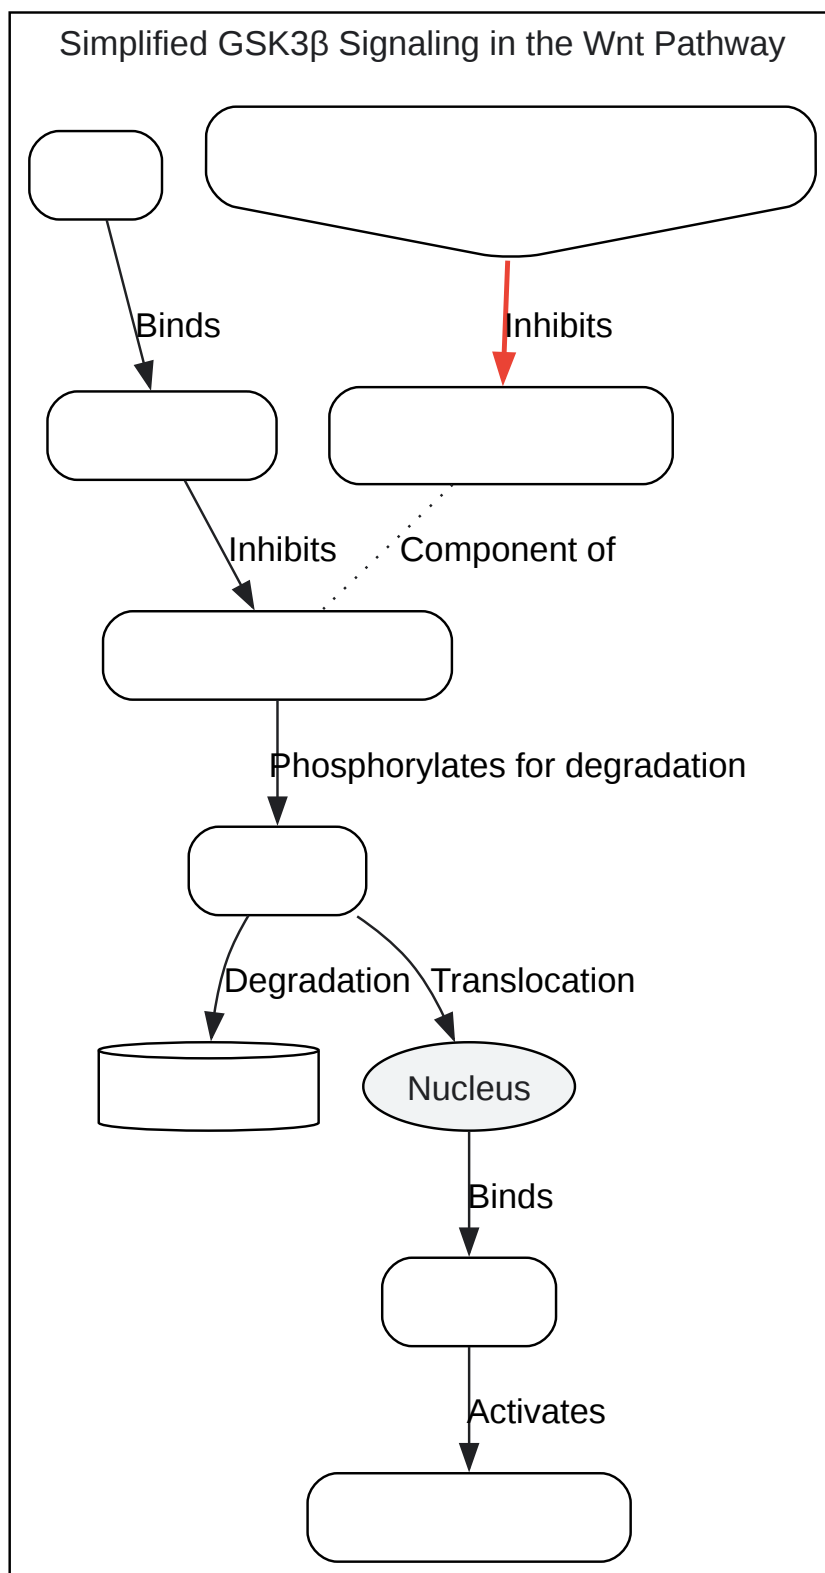 Simplified GSK3β Signaling in the Wnt Pathway
Binds
Inhibits
Inhibits
Component of
Phosphorylates for degradation
Degradation
Translocation
Nucleus
Binds
Activates